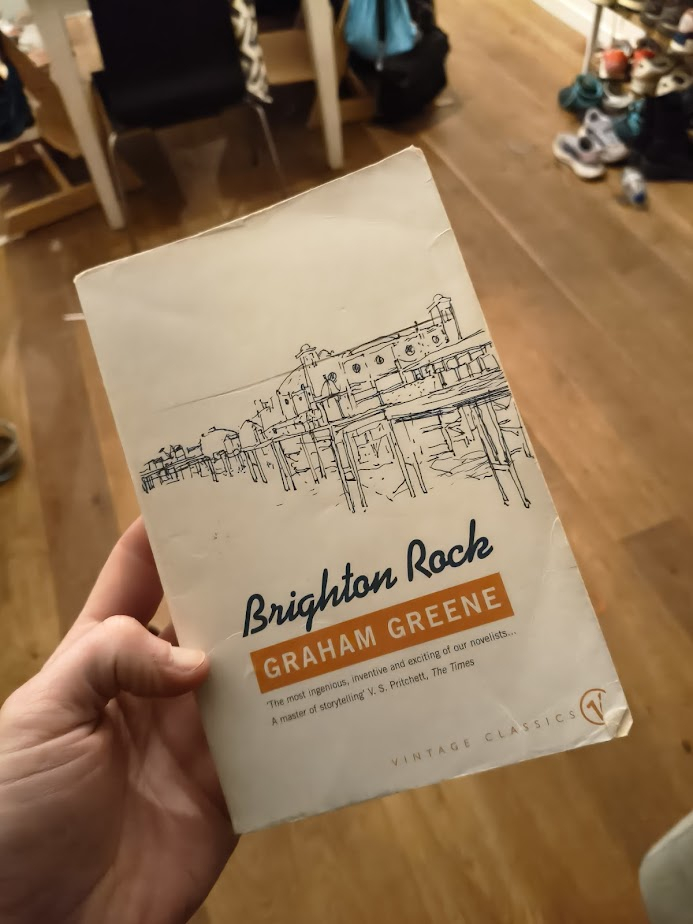 Brighton Rock
GRAHAM GREENE
'The most ingenious, inventive and exciting of our novelists...
A master of storytelling' V. S. Pritchett, The Times
VINTAGE CLASSICS V